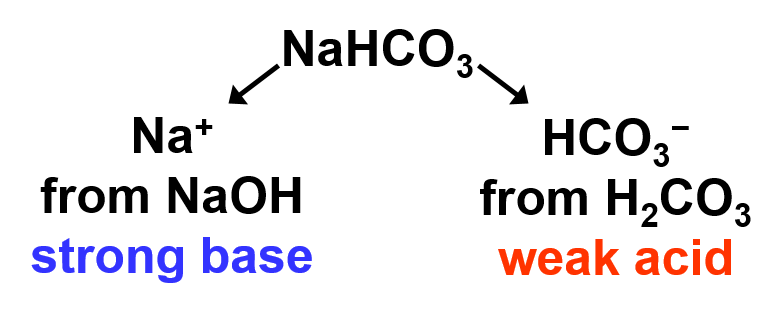 NaHCO₃
Na⁺
from NaOH
strong base
HCO₃⁻
from H₂CO₃
weak acid